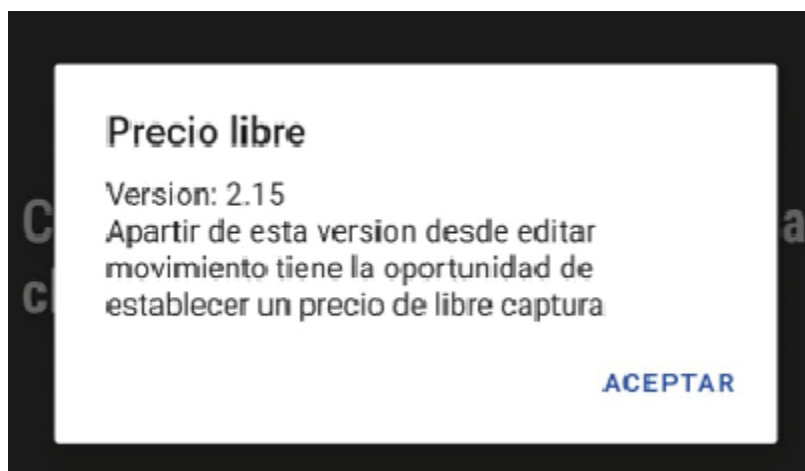 Precio libre
Version: 2.15
Apartir de esta version desde editar
movimiento tiene la oportunidad de
establecer un precio de libre captura
ACEPTAR